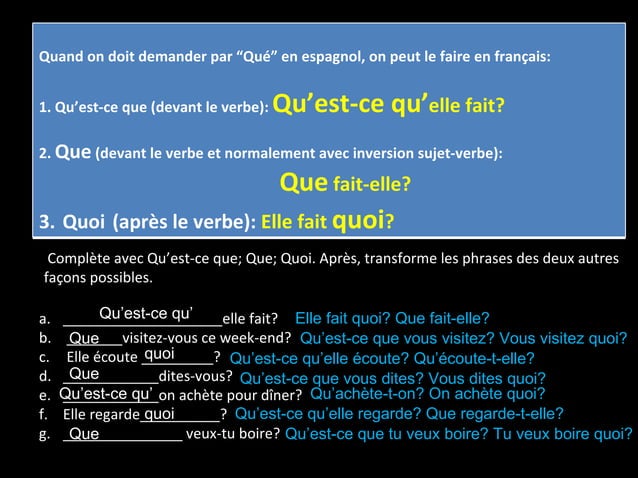 Quand on doit demander par “Qué” en espagnol, on peut le faire en français:
1. Qu’est-ce que (devant le verbe): Qu’est-ce qu’elle fait?
2. Que (devant le verbe et normalement avec inversion sujet-verbe):
Que fait-elle?
3. Quoi (après le verbe): Elle fait quoi?
Complète avec Qu’est-ce que; Que; Quoi. Après, transforme les phrases des deux autres
façons possibles.
a. Qu’est-ce qu’ elle fait? Elle fait quoi? Que fait-elle?
b. Que visitez-vous ce week-end? Qu’est-ce que vous visitez? Vous visitez quoi?
c. Elle écoute quoi ? Qu’est-ce qu’elle écoute? Qu’écoute-t-elle?
d. Que dites-vous? Qu’est-ce que vous dites? Vous dites quoi?
e. Qu’est-ce qu’ on achète pour dîner? Qu’achète-t-on? On achète quoi?
f. Elle regarde quoi ? Qu’est-ce qu’elle regarde? Que regarde-t-elle?
g. Que veux-tu boire? Qu’est-ce que tu veux boire? Tu veux boire quoi?